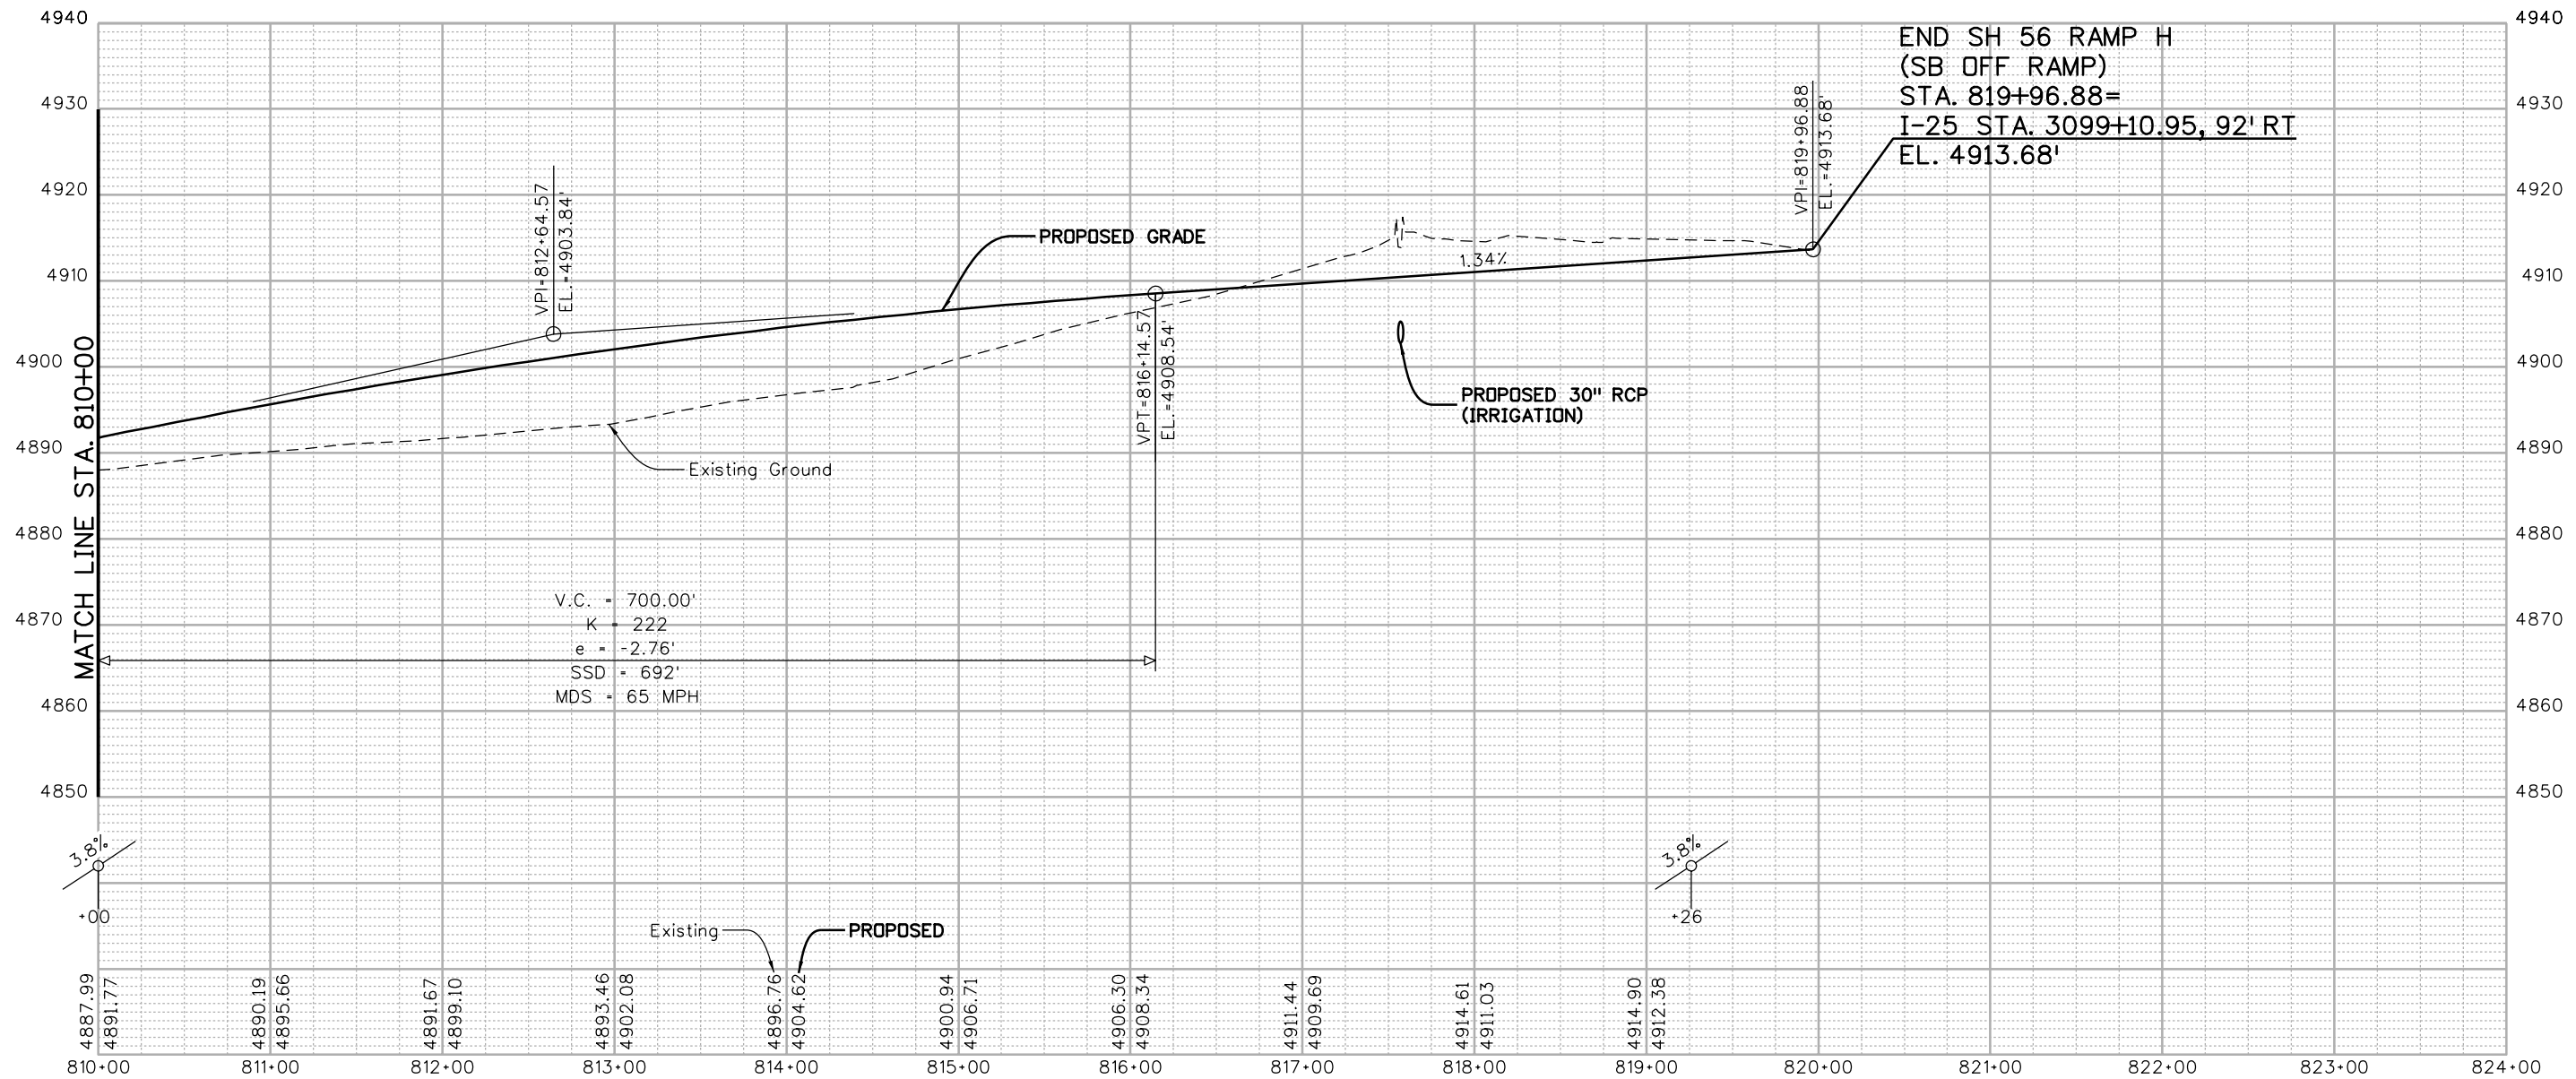 4940
4930
4920
4910
4900
4890
4880
4870
4860
4850
4940
4930
4920
4910
4900
4890
4880
4870
4860
4850
MATCH LINE STA. 810+00
END SH 56 RAMP H
(SB OFF RAMP)
STA. 819+96.88=
I-25 STA. 3099+10.95, 92' RT
EL. 4913.68'
VPI=812+64.57
EL.=4903.84'
PROPOSED GRADE
VPI=819+96.88
EL.=4913.68'
1.34%
VPT=816+14.57
EL.=4908.54'
PROPOSED 30" RCP
(IRRIGATION)
Existing Ground
V.C. = 700.00'
K = 222
e = -2.76'
SSD = 692'
MDS = 65 MPH
3.8%
+00
3.8%
+26
Existing
PROPOSED
4887.99
4891.77
4890.19
4895.66
4891.67
4899.10
4893.46
4902.08
4896.76
4904.62
4900.94
4906.71
4906.30
4908.34
4911.44
4909.69
4914.61
4911.03
4914.90
4912.38
810+00
811+00
812+00
813+00
814+00
815+00
816+00
817+00
818+00
819+00
820+00
821+00
822+00
823+00
824+00